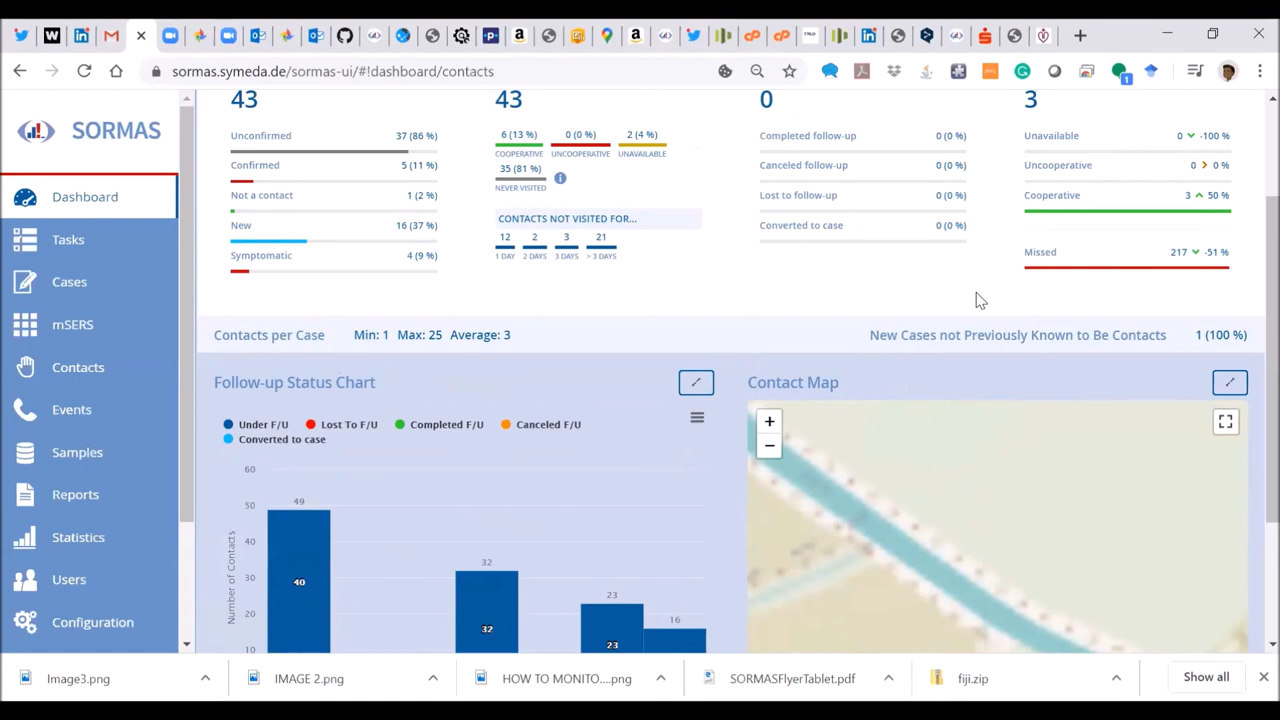 sormas.symeda.de/sormas-ui/#!dashboard/contacts
1
SORMAS
Dashboard
Tasks
Cases
mSERS
Contacts
Events
Samples
Reports
Statistics
Users
Configuration
43
Unconfirmed 37 (86 %)
Confirmed 5 (11 %)
Not a contact 1 (2 %)
New 16 (37 %)
Symptomatic 4 (9 %)
43
6 (13 %) 0 (0 %) 2 (4 %)
COOPERATIVE UNCOOPERATIVE UNAVAILABLE
35 (81 %)
NEVER VISITED
CONTACTS NOT VISITED FOR...
12 2 3 21
1 DAY 2 DAYS 3 DAYS > 3 DAYS
0
Completed follow-up 0 (0 %)
Canceled follow-up 0 (0 %)
Lost to follow-up 0 (0 %)
Converted to case 0 (0 %)
3
Unavailable 0 -100 %
Uncooperative 0 0 %
Cooperative 3 50 %
Missed 217 -51 %
Contacts per Case Min: 1 Max: 25 Average: 3
New Cases not Previously Known to Be Contacts 1 (100 %)
Follow-up Status Chart
Under F/U Lost To F/U Completed F/U Canceled F/U
Converted to case
Number of Contacts
60
50
40
30
20
10
49
40
32
32
23
23
16
Contact Map
+
−
Image3.png
IMAGE 2.png
HOW TO MONITO....png
SORMASFlyerTablet.pdf
fiji.zip
Show all